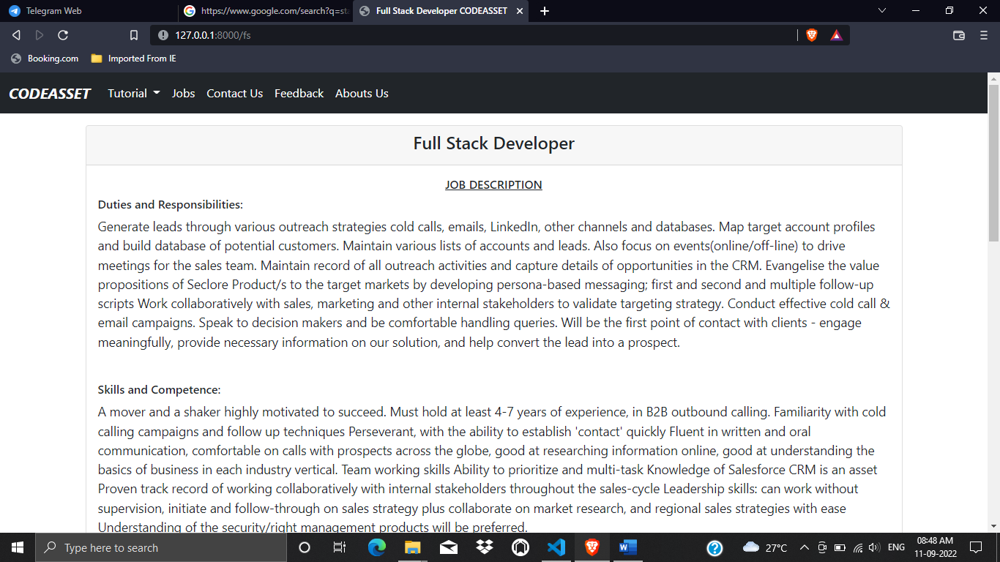 Telegram Web
https://www.google.com/search?q=sta
Full Stack Developer CODEASSET
127.0.0.1:8000/fs
Booking.com
Imported From IE
CODEASSET Tutorial Jobs Contact Us Feedback Abouts Us
Full Stack Developer
JOB DESCRIPTION
Duties and Responsibilities:
Generate leads through various outreach strategies cold calls, emails, LinkedIn, other channels and databases. Map target account profiles
and build database of potential customers. Maintain various lists of accounts and leads. Also focus on events(online/off-line) to drive
meetings for the sales team. Maintain record of all outreach activities and capture details of opportunities in the CRM. Evangelise the value
propositions of Seclore Product/s to the target markets by developing persona-based messaging; first and second and multiple follow-up
scripts Work collaboratively with sales, marketing and other internal stakeholders to validate targeting strategy. Conduct effective cold call &
email campaigns. Speak to decision makers and be comfortable handling queries. Will be the first point of contact with clients - engage
meaningfully, provide necessary information on our solution, and help convert the lead into a prospect.
Skills and Competence:
A mover and a shaker highly motivated to succeed. Must hold at least 4-7 years of experience, in B2B outbound calling. Familiarity with cold
calling campaigns and follow up techniques Perseverant, with the ability to establish 'contact' quickly Fluent in written and oral
communication, comfortable on calls with prospects across the globe, good at researching information online, good at understanding the
basics of business in each industry vertical. Team working skills Ability to prioritize and multi-task Knowledge of Salesforce CRM is an asset
Proven track record of working collaboratively with internal stakeholders throughout the sales-cycle Leadership skills: can work without
supervision, initiate and follow-through on sales strategy plus collaborate on market research, and regional sales strategies with ease
Understanding of the security/right management products will be preferred.
Type here to search
27°C
ENG
08:48 AM
11-09-2022